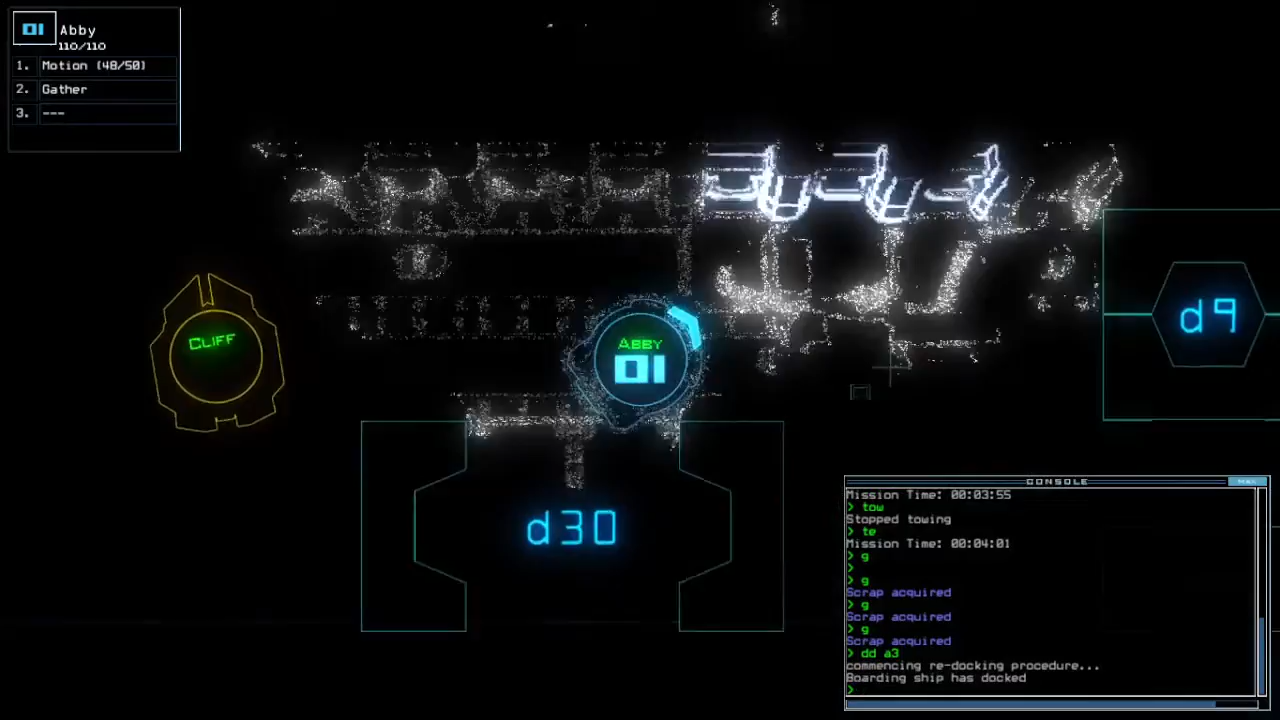 01 Abby
110/110
1. Motion (48/50)
2. Gather
3. ---
CLIFF
ABBY
01
d9
d30
CONSOLE
MAX
Mission Time: 00:03:55
> tow
Stopped towing
> te
Mission Time: 00:04:01
> g
>
> g
Scrap acquired
> g
Scrap acquired
> g
Scrap acquired
> dd a3
commencing re-docking procedure...
Boarding ship has docked
>